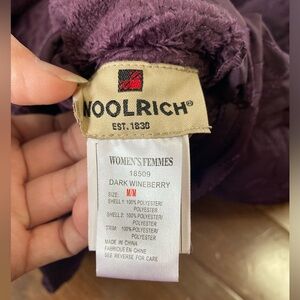 WOOLRICH®
EST. 1830
WOMEN'S/FEMMES
18509
DARK WINEBERRY
SIZE: M/M
SHELL 1: 100% POLYESTER/
POLYESTER
SHELL 2: 100% POLYESTER/
POLYESTER
TRIM: 100% POLYESTER/
POLYESTER
MADE IN CHINA
FABRIQUE EN CHINE
SEE REVERSE FOR CARE